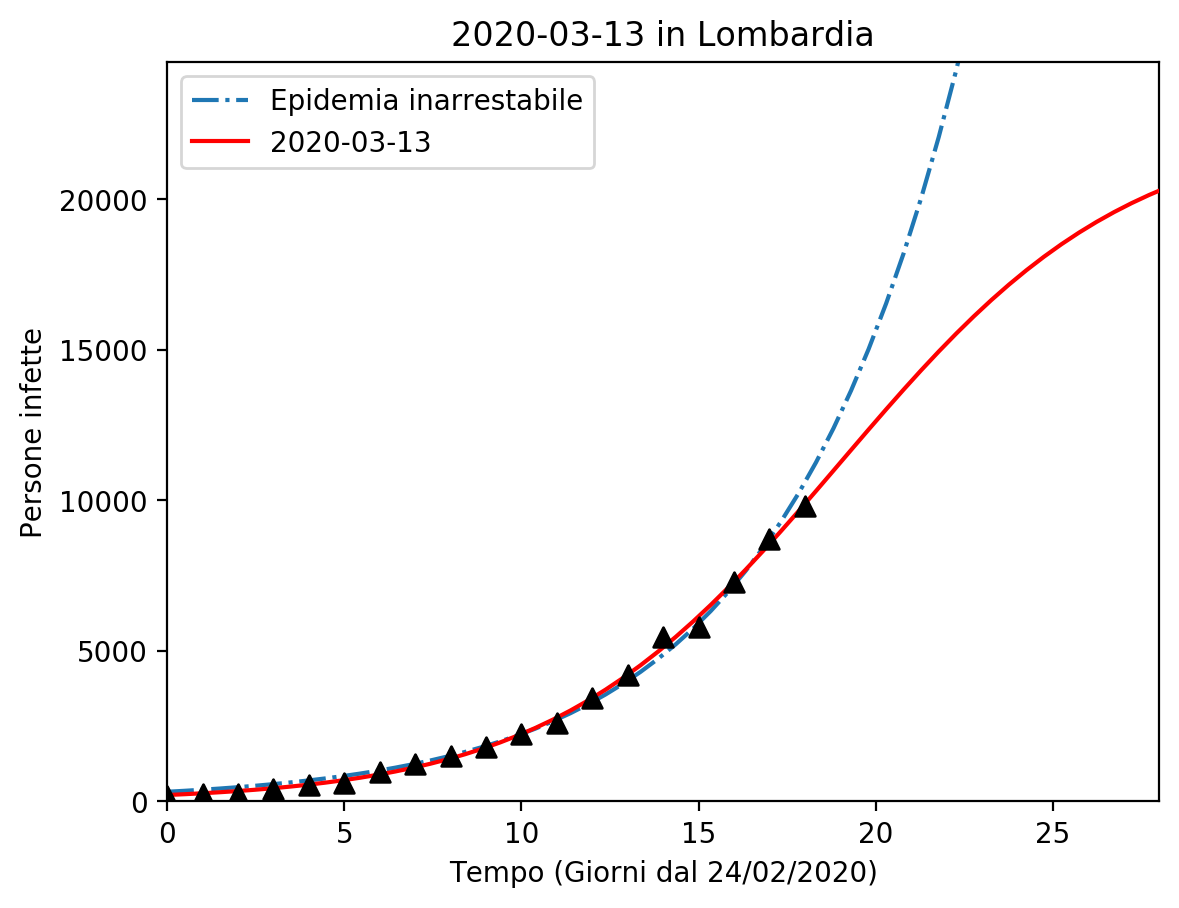 2020-03-13 in Lombardia
Epidemia inarrestabile
2020-03-13
20000
15000
10000
5000
0
Persone infette
0 5 10 15 20 25
Tempo (Giorni dal 24/02/2020)